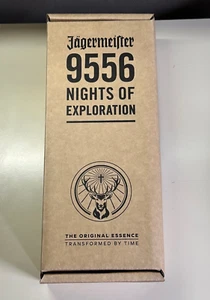 Jägermeister
9556
NIGHTS OF
EXPLORATION
THE ORIGINAL ESSENCE
TRANSFORMED BY TIME